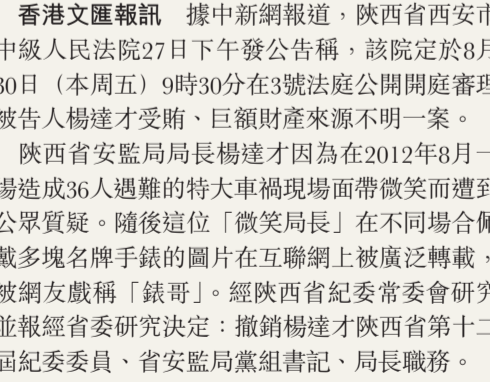 香港文匯報訊　據中新網報道，陝西省西安市
中級人民法院27日下午發公告稱，該院定於8月
30日（本周五）9時30分在3號法庭公開開庭審理
被告人楊達才受賄、巨額財產來源不明一案。
陝西省安監局局長楊達才因為在2012年8月一
場造成36人遇難的特大車禍現場面帶微笑而遭到
公眾質疑。隨後這位「微笑局長」在不同場合佩
戴多塊名牌手錶的圖片在互聯網上被廣泛轉載，
被網友戲稱「錶哥」。經陝西省紀委常委會研究
並報經省委研究決定：撤銷楊達才陝西省第十二
屆紀委委員、省安監局黨組書記、局長職務。